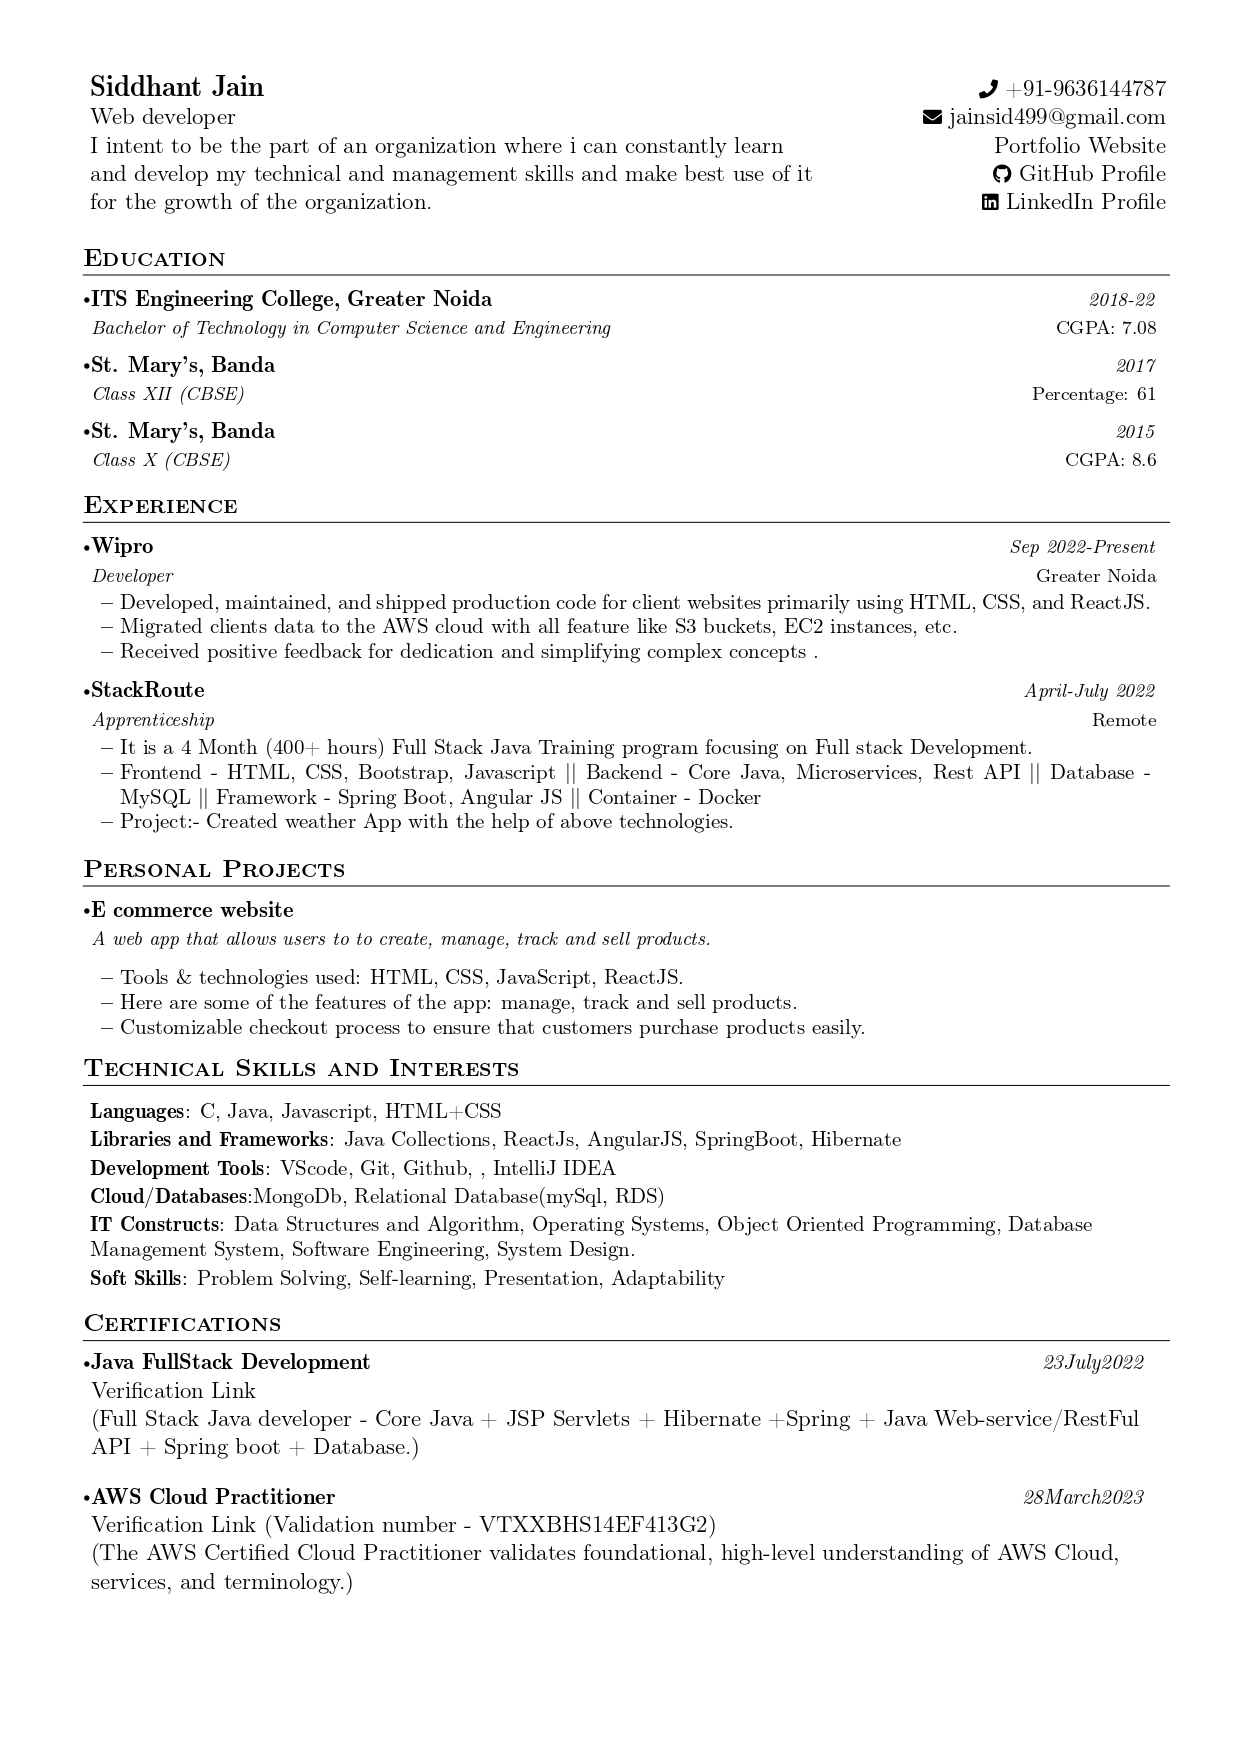 Siddhant Jain
+91-9636144787
Web developer
jainsid499@gmail.com
I intent to be the part of an organization where i can constantly learn
Portfolio Website
and develop my technical and management skills and make best use of it
GitHub Profile
for the growth of the organization.
LinkedIn Profile
Education
•ITS Engineering College, Greater Noida 2018-22
Bachelor of Technology in Computer Science and Engineering CGPA: 7.08
•St. Mary's, Banda 2017
Class XII (CBSE) Percentage: 61
•St. Mary's, Banda 2015
Class X (CBSE) CGPA: 8.6
Experience
•Wipro Sep 2022-Present
Developer Greater Noida
– Developed, maintained, and shipped production code for client websites primarily using HTML, CSS, and ReactJS.
– Migrated clients data to the AWS cloud with all feature like S3 buckets, EC2 instances, etc.
– Received positive feedback for dedication and simplifying complex concepts .
•StackRoute April-July 2022
Apprenticeship Remote
– It is a 4 Month (400+ hours) Full Stack Java Training program focusing on Full stack Development.
– Frontend - HTML, CSS, Bootstrap, Javascript || Backend - Core Java, Microservices, Rest API || Database -
MySQL || Framework - Spring Boot, Angular JS || Container - Docker
– Project:- Created weather App with the help of above technologies.
Personal Projects
•E commerce website
A web app that allows users to to create, manage, track and sell products.
– Tools & technologies used: HTML, CSS, JavaScript, ReactJS.
– Here are some of the features of the app: manage, track and sell products.
– Customizable checkout process to ensure that customers purchase products easily.
Technical Skills and Interests
Languages: C, Java, Javascript, HTML+CSS
Libraries and Frameworks: Java Collections, ReactJs, AngularJS, SpringBoot, Hibernate
Development Tools: VScode, Git, Github, , IntelliJ IDEA
Cloud/Databases:MongoDb, Relational Database(mySql, RDS)
IT Constructs: Data Structures and Algorithm, Operating Systems, Object Oriented Programming, Database
Management System, Software Engineering, System Design.
Soft Skills: Problem Solving, Self-learning, Presentation, Adaptability
Certifications
•Java FullStack Development 23July2022
Verification Link
(Full Stack Java developer - Core Java + JSP Servlets + Hibernate +Spring + Java Web-service/RestFul
API + Spring boot + Database.)
•AWS Cloud Practitioner 28March2023
Verification Link (Validation number - VTXXBHS14EF413G2)
(The AWS Certified Cloud Practitioner validates foundational, high-level understanding of AWS Cloud,
services, and terminology.)